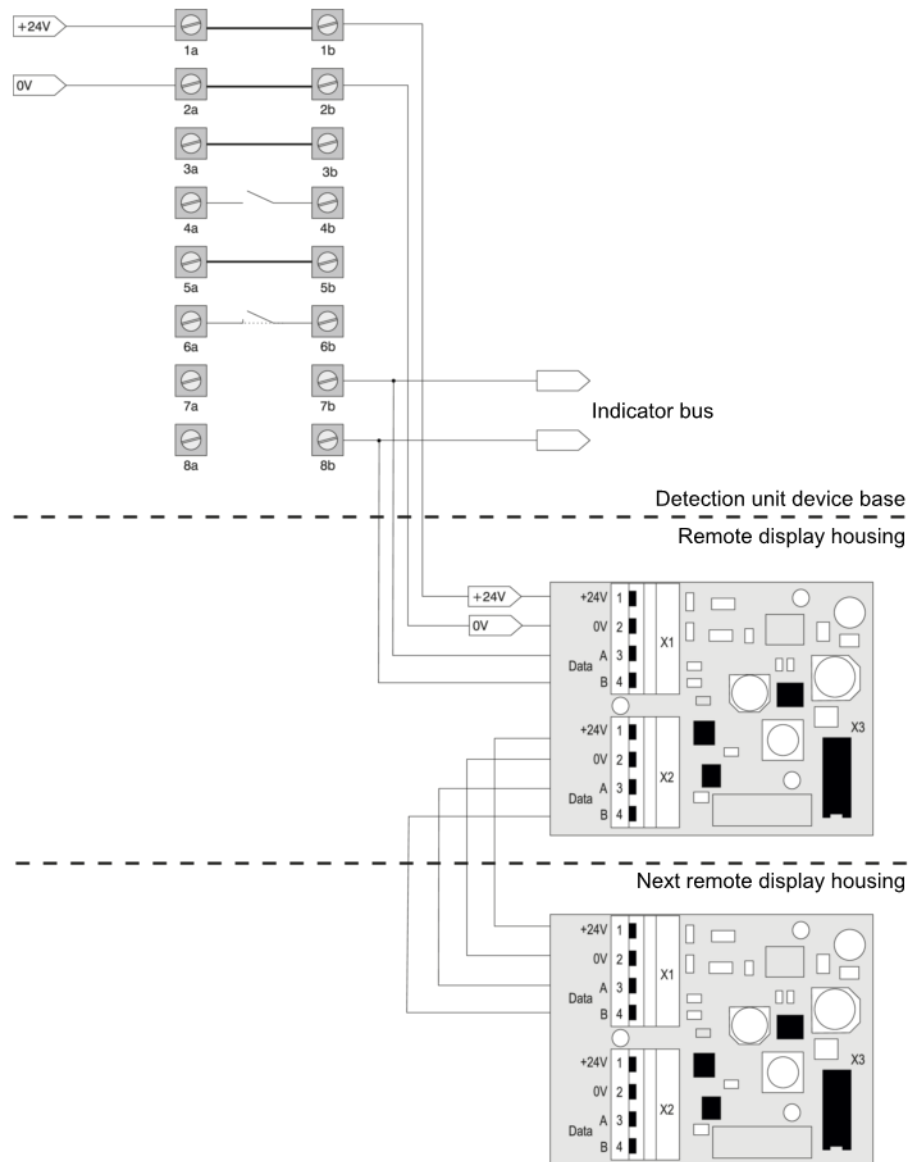 +24V
1a 1b
0V
2a 2b
3a 3b
4a 4b
5a 5b
6a 6b
7a 7b
Indicator bus
8a 8b
Detection unit device base
Remote display housing
+24V +24V 1
0V 0V 2
X1
A 3
Data
B 4
+24V 1
X3
0V 2
X2
A 3
Data
B 4
Next remote display housing
+24V 1
0V 2
X1
A 3
Data
B 4
+24V 1
X3
0V 2
X2
A 3
Data
B 4